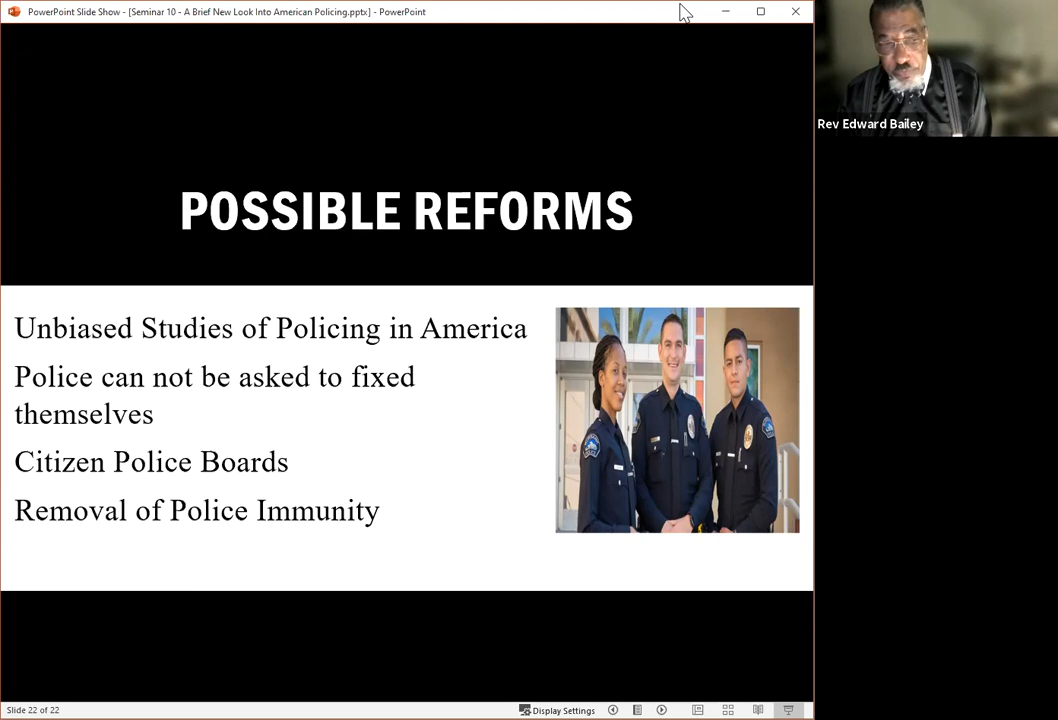 PowerPoint Slide Show - [Seminar 10 - A Brief New Look Into American Policing.pptx] - PowerPoint
Rev Edward Bailey
POSSIBLE REFORMS
Unbiased Studies of Policing in America
Police can not be asked to fixed
themselves
Citizen Police Boards
Removal of Police Immunity
Slide 22 of 22
Display Settings